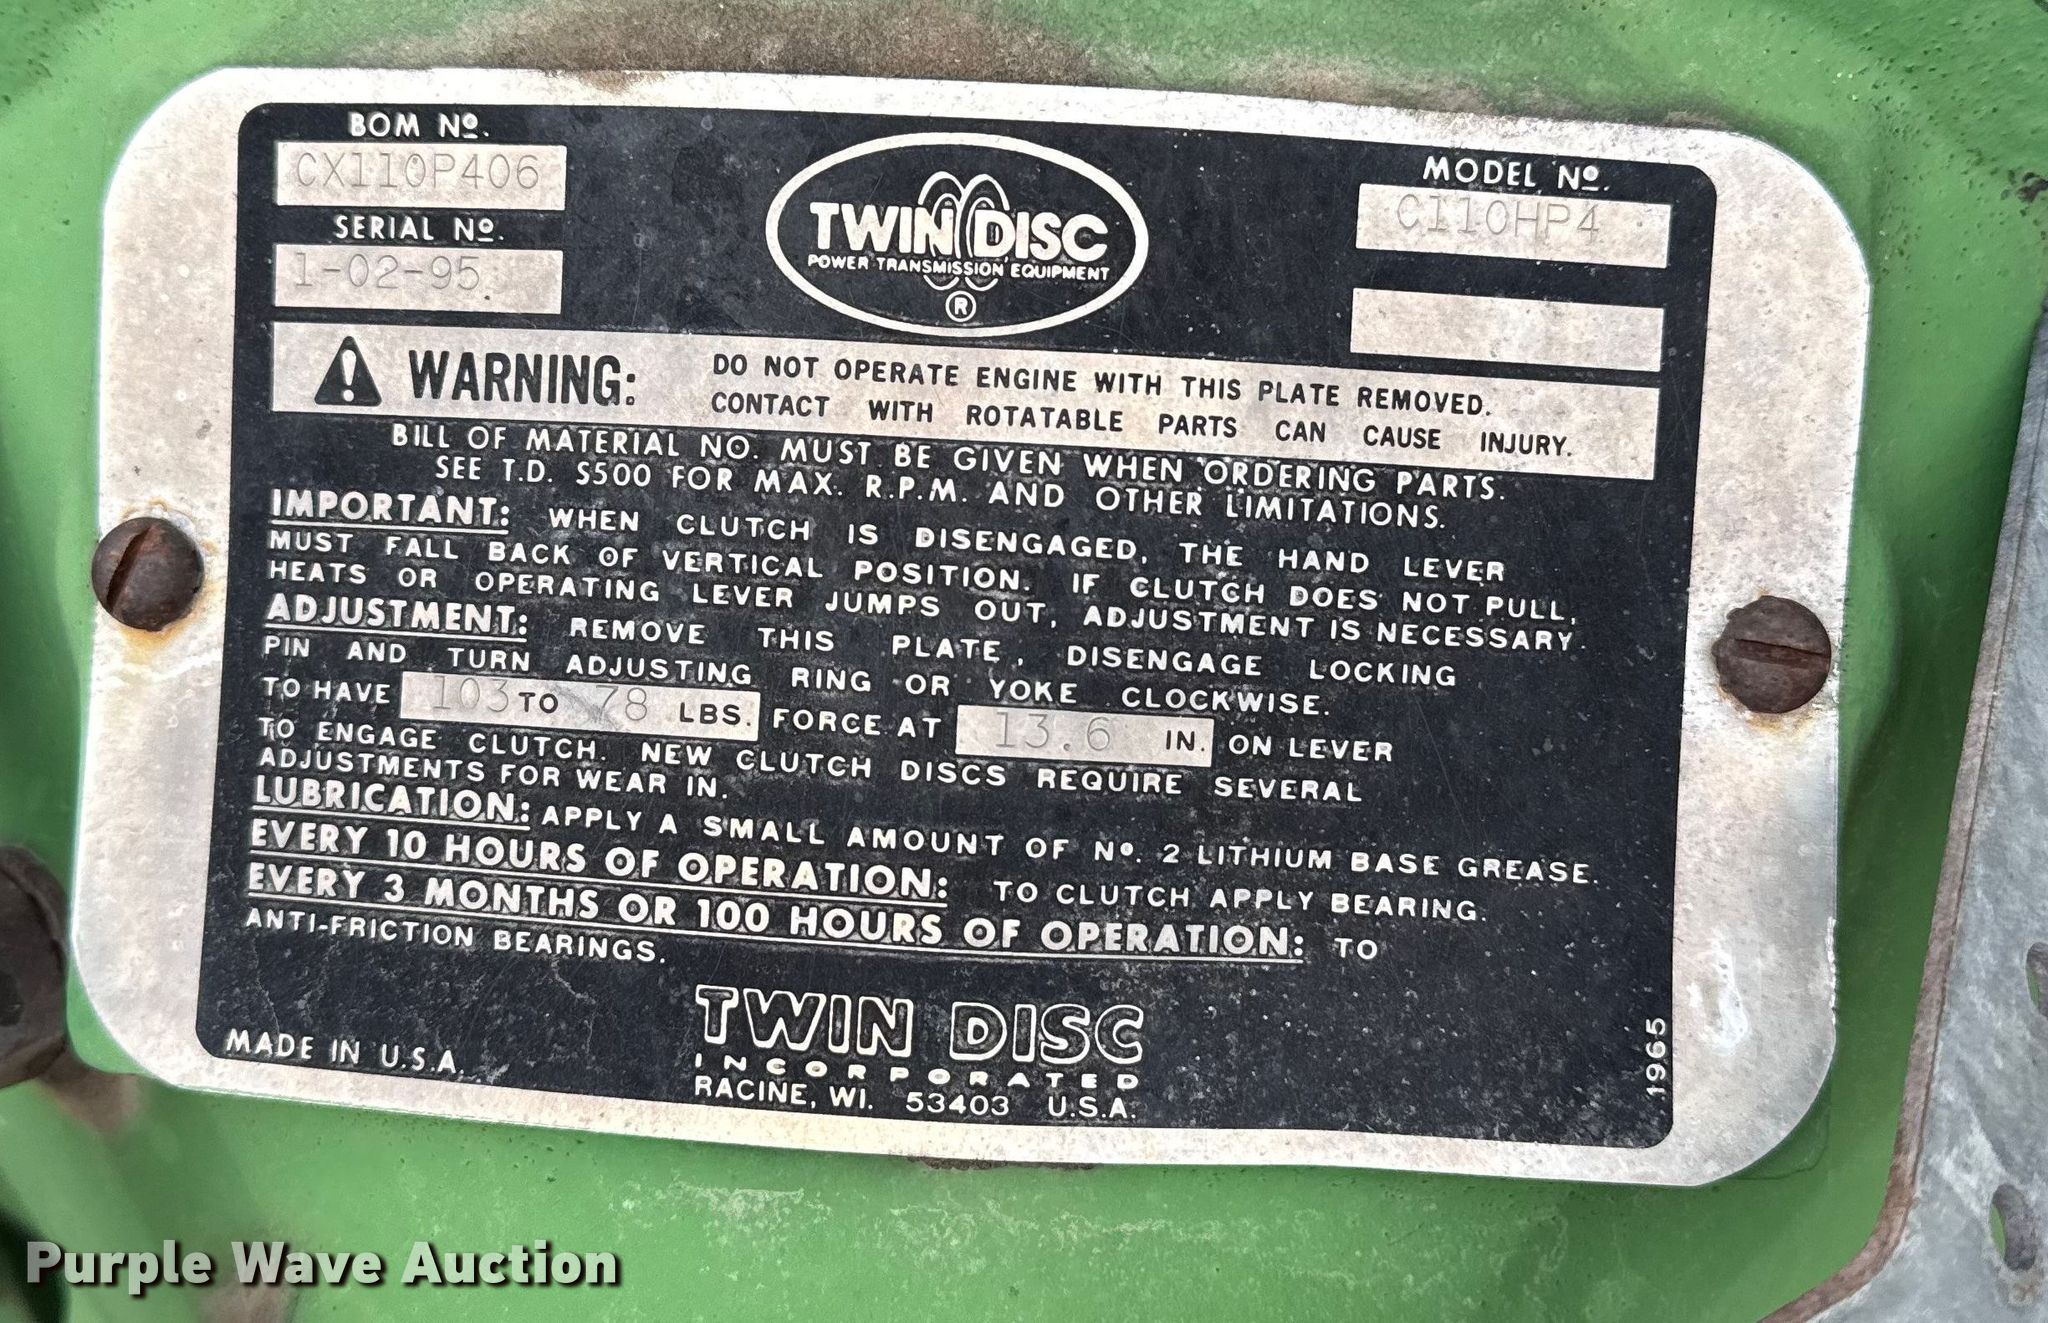 BOM Nº.
CX110P406
SERIAL Nº.
1-02-95
TWIN DISC
POWER TRANSMISSION EQUIPMENT
®
MODEL Nº.
C110HP4
WARNING: DO NOT OPERATE ENGINE WITH THIS PLATE REMOVED.
CONTACT WITH ROTATABLE PARTS CAN CAUSE INJURY.
BILL OF MATERIAL NO. MUST BE GIVEN WHEN ORDERING PARTS.
SEE T.D. S500 FOR MAX. R.P.M. AND OTHER LIMITATIONS.
IMPORTANT: WHEN CLUTCH IS DISENGAGED, THE HAND LEVER
MUST FALL BACK OF VERTICAL POSITION. IF CLUTCH DOES NOT PULL,
HEATS OR OPERATING LEVER JUMPS OUT, ADJUSTMENT IS NECESSARY.
ADJUSTMENT: REMOVE THIS PLATE, DISENGAGE LOCKING
PIN AND TURN ADJUSTING RING OR YOKE CLOCKWISE.
TO HAVE 103 TO 78 LBS. FORCE AT 13.6 IN. ON LEVER
TO ENGAGE CLUTCH. NEW CLUTCH DISCS REQUIRE SEVERAL
ADJUSTMENTS FOR WEAR IN.
LUBRICATION: APPLY A SMALL AMOUNT OF Nº. 2 LITHIUM BASE GREASE.
EVERY 10 HOURS OF OPERATION: TO CLUTCH APPLY BEARING.
EVERY 3 MONTHS OR 100 HOURS OF OPERATION: TO
ANTI-FRICTION BEARINGS.
TWIN DISC
INCORPORATED
RACINE, WI. 53403 U.S.A.
MADE IN U.S.A.
1965
Purple Wave Auction